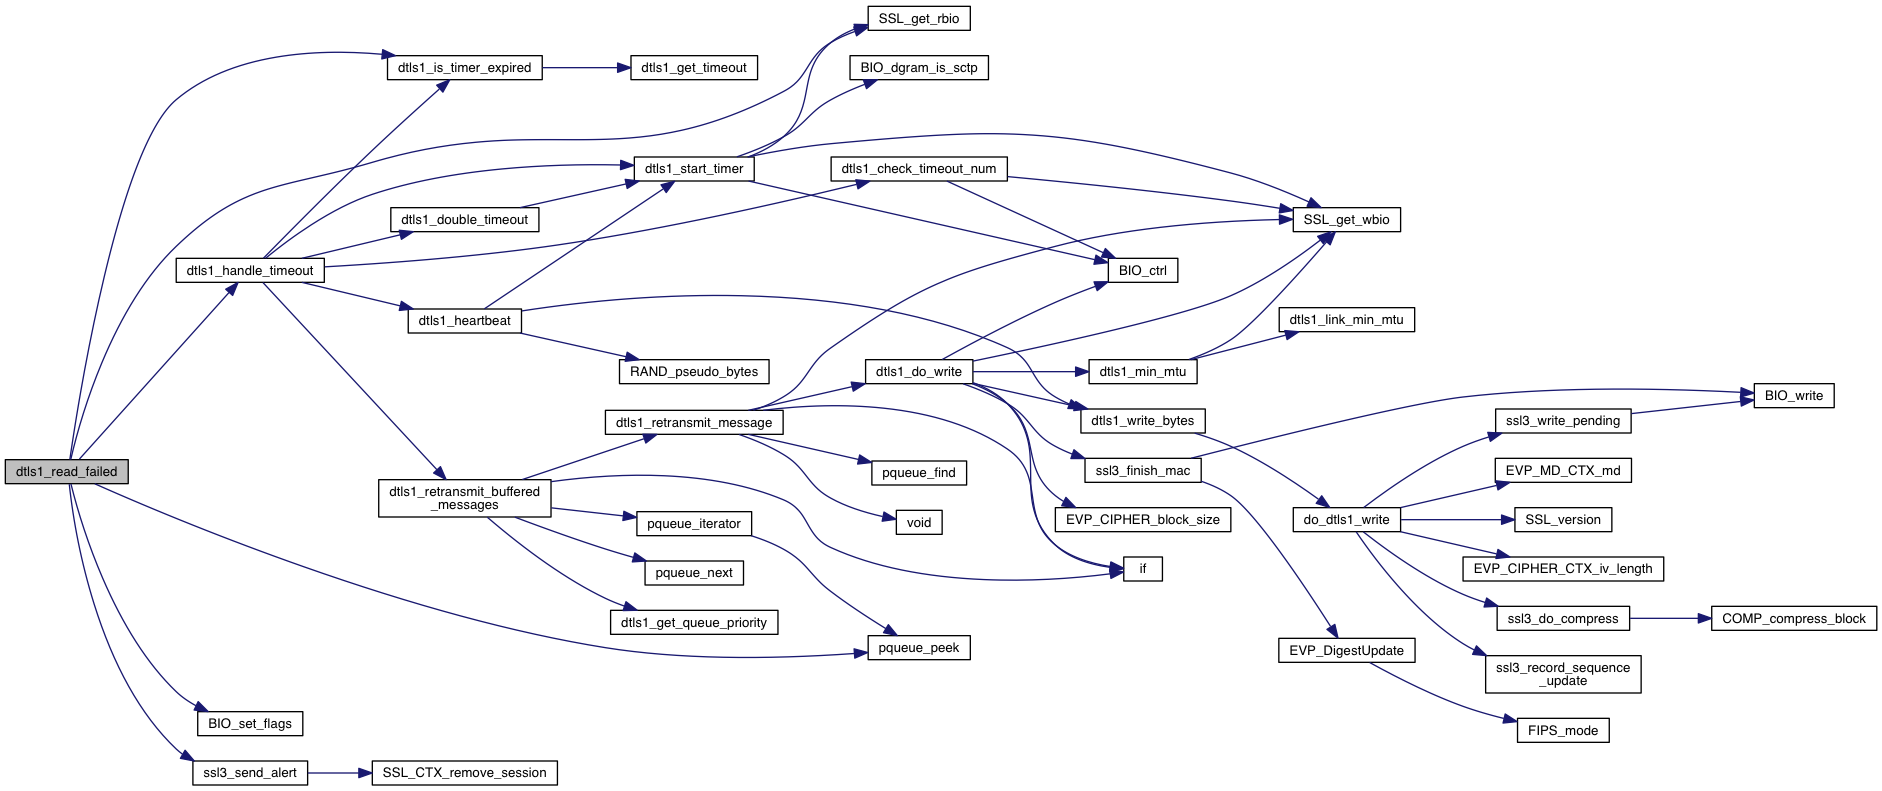 SSL_get_rbio
dtls1_is_timer_expired
dtls1_get_timeout
BIO_dgram_is_sctp
dtls1_start_timer
dtls1_check_timeout_num
dtls1_double_timeout
SSL_get_wbio
dtls1_handle_timeout
BIO_ctrl
dtls1_heartbeat
dtls1_link_min_mtu
RAND_pseudo_bytes
dtls1_do_write
dtls1_min_mtu
BIO_write
dtls1_retransmit_message
dtls1_write_bytes
ssl3_write_pending
dtls1_read_failed
pqueue_find
ssl3_finish_mac
EVP_MD_CTX_md
dtls1_retransmit_buffered
_messages
pqueue_iterator
void
EVP_CIPHER_block_size
do_dtls1_write
SSL_version
pqueue_next
if
EVP_CIPHER_CTX_iv_length
dtls1_get_queue_priority
ssl3_do_compress
COMP_compress_block
pqueue_peek
EVP_DigestUpdate
ssl3_record_sequence
_update
BIO_set_flags
FIPS_mode
ssl3_send_alert
SSL_CTX_remove_session